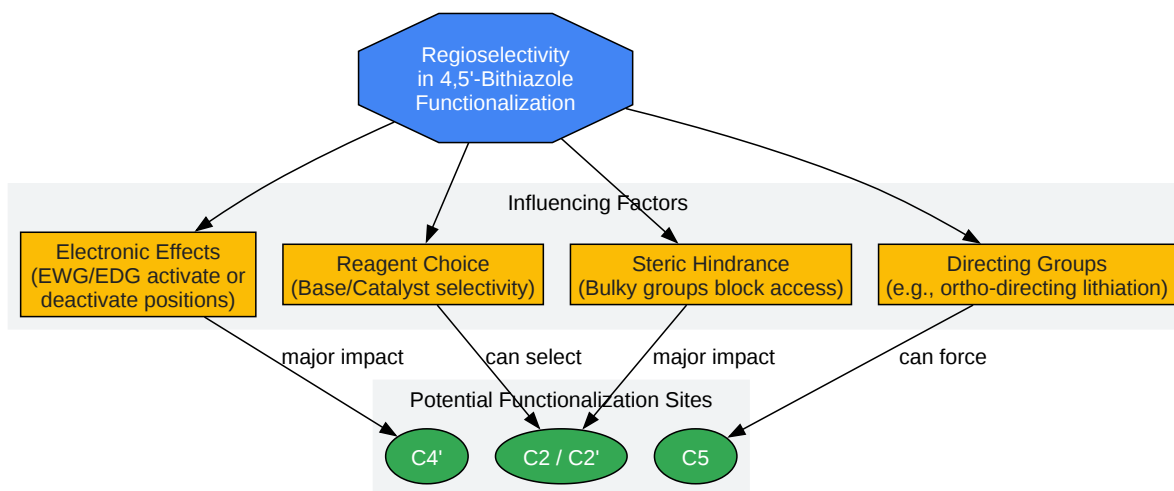 Regioselectivity
in 4,5'-Bithiazole
Functionalization
Influencing Factors
Electronic Effects
(EWG/EDG activate or
deactivate positions)
Reagent Choice
(Base/Catalyst selectivity)
Steric Hindrance
(Bulky groups block access)
Directing Groups
(e.g., ortho-directing lithiation)
major impact
can select
major impact
can force
Potential Functionalization Sites
C4'
C2 / C2'
C5